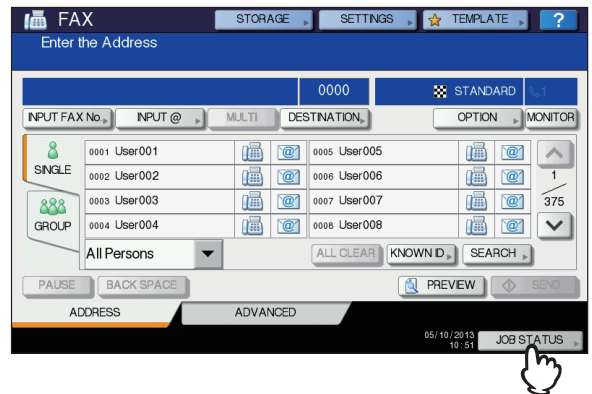 FAX STORAGE SETTINGS TEMPLATE ?
Enter the Address
0000 STANDARD 1
INPUT FAX No. INPUT @ MULTI DESTINATION OPTION MONITOR
SINGLE
GROUP
0001 User001 @ 0005 User005 @
0002 User002 @ 0006 User006 @
0003 User003 @ 0007 User007 @
0004 User004 @ 0008 User008 @
1
375
All Persons ALL CLEAR KNOWN ID SEARCH
PAUSE BACK SPACE PREVIEW SEND
ADDRESS ADVANCED
05/10/2013
10:51
JOB STATUS